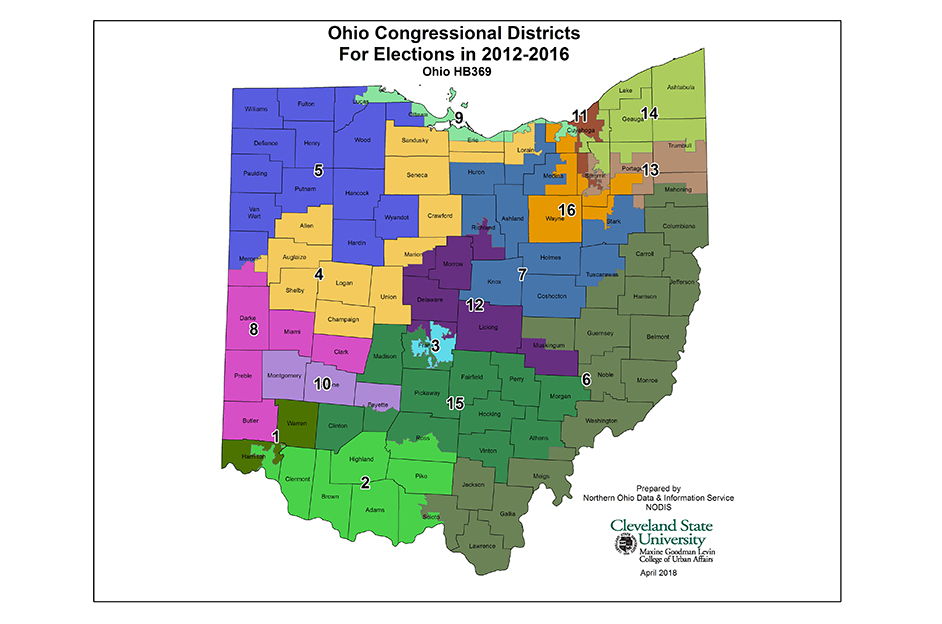 Ohio Congressional Districts
For Elections in 2012-2016
Ohio HB369
Lake
Ashtabula
Williams
Fulton
Lucas
Ottawa
9
11
Geauga
14
Cuyahoga
Defiance
Henry
Wood
Sandusky
Erie
Lorain
Trumbull
5
Paulding
Putnam
Hancock
Seneca
Huron
Medina
Summit
Portage
13
Mahoning
Van
Wert
Allen
Wyandot
Crawford
Richland
Ashland
Wayne
16
Stark
Columbiana
Mercer
Auglaize
Hardin
Marion
Morrow
Holmes
Carroll
4
Shelby
Logan
Union
Delaware
Knox
7
Coshocton
Tuscarawas
Harrison
Jefferson
Darke
8
Miami
Champaign
12
Licking
Clark
Madison
3
Muskingum
Guernsey
Belmont
Preble
Montgomery
10
Fayette
Pickaway
Fairfield
Perry
Morgan
6
Noble
Monroe
15
Butler
Warren
Clinton
Hocking
Washington
1
Ross
Athens
Hamilton
Highland
Vinton
Clermont
2
Pike
Jackson
Meigs
Brown
Adams
Scioto
Gallia
Lawrence
Prepared by
Northern Ohio Data & Information Service
NODIS
Cleveland State
University
Maxine Goodman Levin
College of Urban Affairs
April 2018